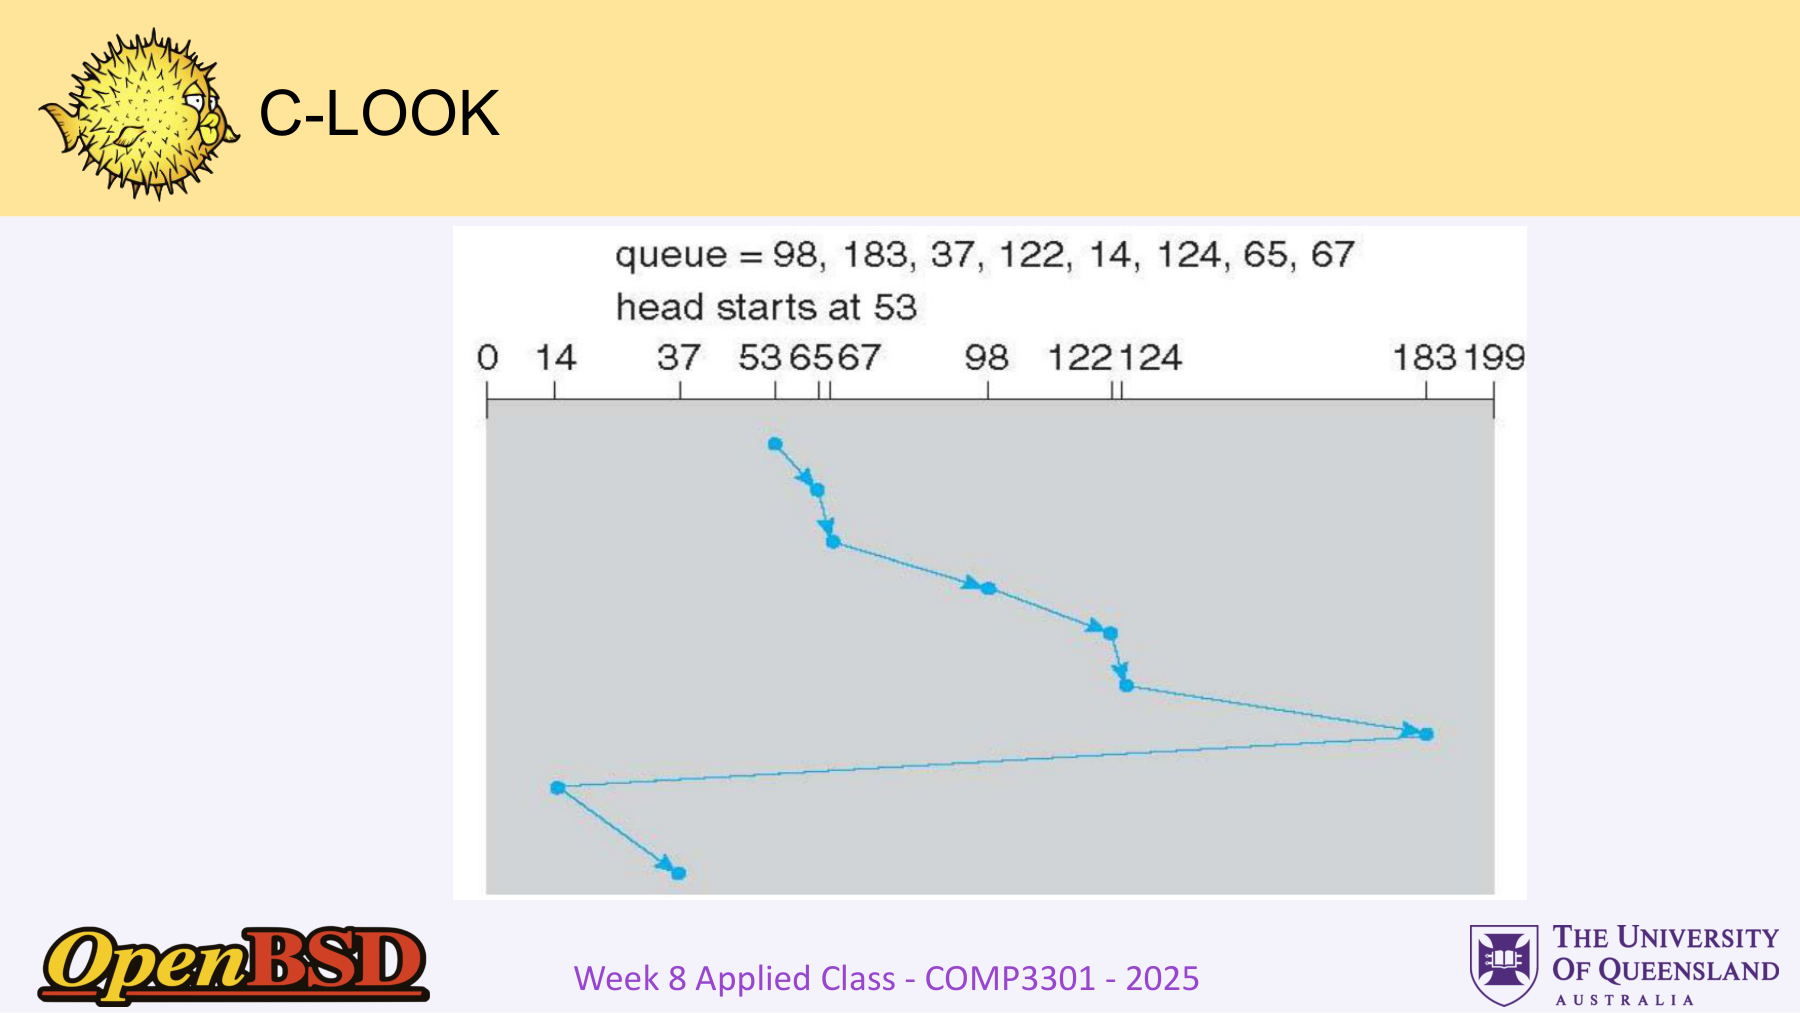 C-LOOK
queue = 98, 183, 37, 122, 14, 124, 65, 67
head starts at 53
0 14 37 53 65 67 98 122 124 183 199
OpenBSD
Week 8 Applied Class - COMP3301 - 2025
THE UNIVERSITY
OF QUEENSLAND
AUSTRALIA